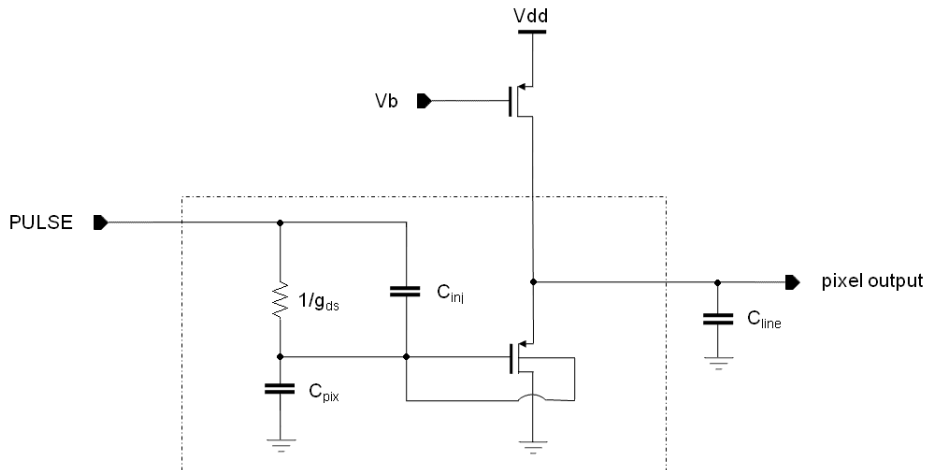 Vdd
Vb
PULSE
1/gds
Cinj
pixel output
Cline
Cpix